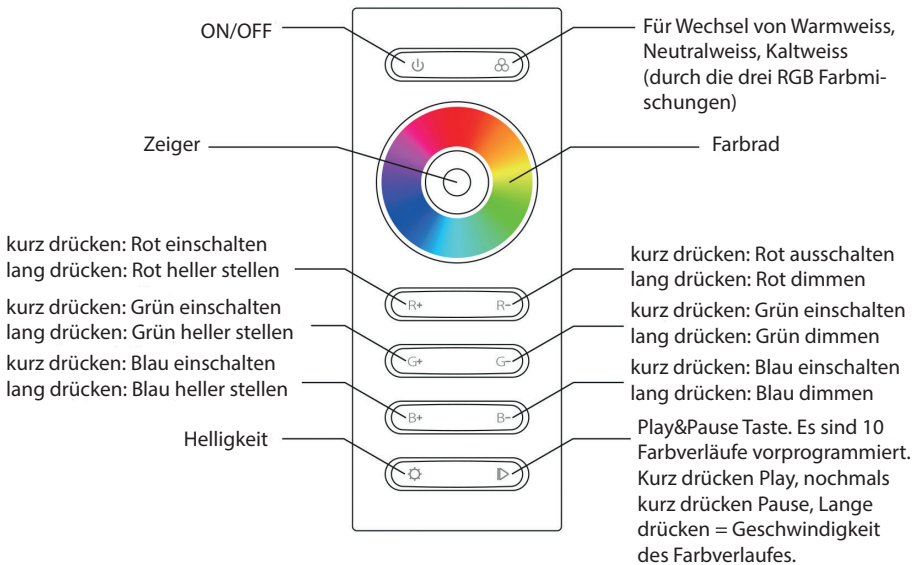 ON/OFF
Für Wechsel von Warmweiss,
Neutralweiss, Kaltweiss
(durch die drei RGB Farbmi-
schungen)
Zeiger
Farbrad
kurz drücken: Rot einschalten
lang drücken: Rot heller stellen
R+
R−
kurz drücken: Rot ausschalten
lang drücken: Rot dimmen
kurz drücken: Grün einschalten
lang drücken: Grün heller stellen
G+
G−
kurz drücken: Grün einschalten
lang drücken: Grün dimmen
kurz drücken: Blau einschalten
lang drücken: Blau heller stellen
B+
B−
kurz drücken: Blau einschalten
lang drücken: Blau dimmen
Helligkeit
Play&Pause Taste. Es sind 10
Farbverläufe vorprogrammiert.
Kurz drücken Play, nochmals
kurz drücken Pause, Lange
drücken = Geschwindigkeit
des Farbverlaufes.